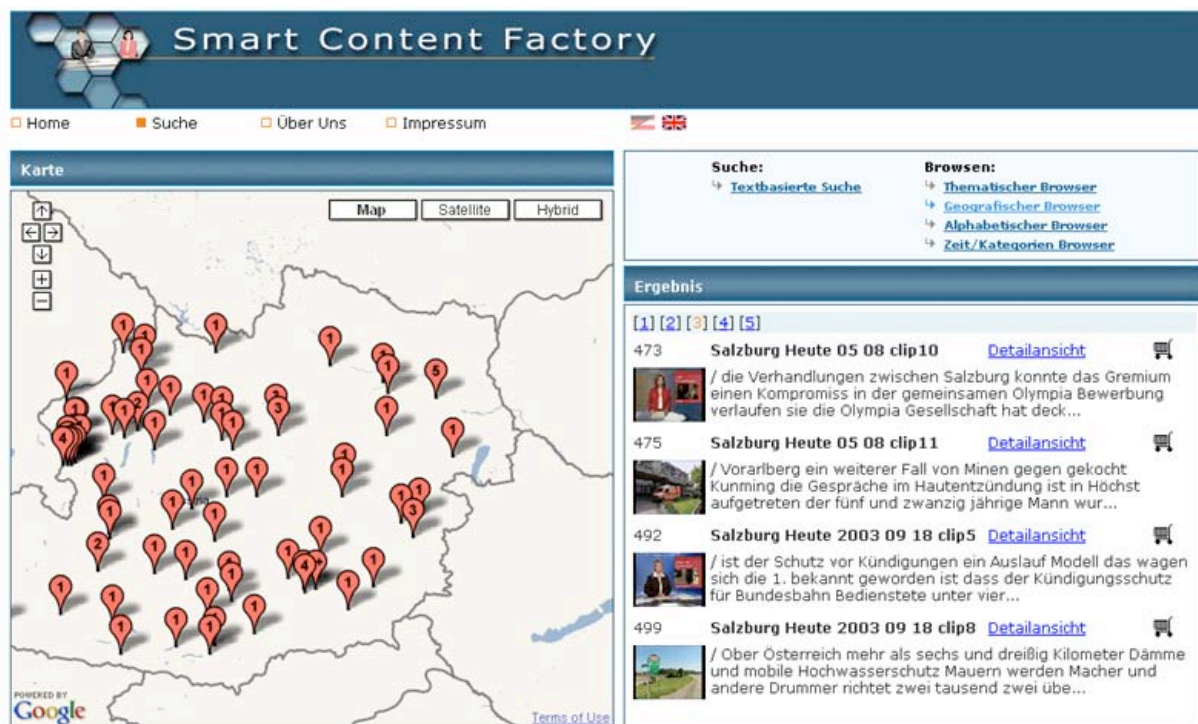 Smart Content Factory
Home Suche Über Uns Impressum
Karte
Map Satellite Hybrid
POWERED BY
Google
Terms of Use
Suche:
Textbasierte Suche
Browsen:
Thematischer Browser
Geografischer Browser
Alphabetischer Browser
Zeit/Kategorien Browser
Ergebnis
[1] [2] [3] [4] [5]
473 Salzburg Heute 05 08 clip10 Detailansicht
/ die Verhandlungen zwischen Salzburg konnte das Gremium
einen Kompromiss in der gemeinsamen Olympia Bewerbung
verlaufen sie die Olympia Gesellschaft hat deck...
475 Salzburg Heute 05 08 clip11 Detailansicht
/ Vorarlberg ein weiterer Fall von Minen gegen gekocht
Kunming die Gespräche im Hautentzündung ist in Höchst
aufgetreten der fünf und zwanzig jährige Mann wur...
492 Salzburg Heute 2003 09 18 clip5 Detailansicht
/ ist der Schutz vor Kündigungen ein Auslauf Modell das wagen
sich die 1. bekannt geworden ist dass der Kündigungsschutz
für Bundesbahn Bedienstete unter vier...
499 Salzburg Heute 2003 09 18 clip8 Detailansicht
/ Ober Österreich mehr als sechs und dreißig Kilometer Dämme
und mobile Hochwasserschutz Mauern werden Macher und
andere Drummer richtet zwei tausend zwei übe...